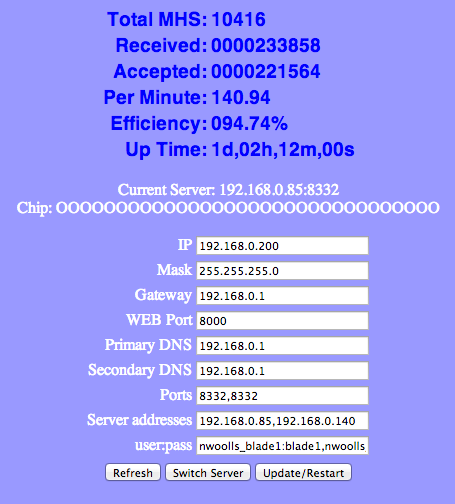 Total MHS: 10416
Received: 0000233858
Accepted: 0000221564
Per Minute: 140.94
Efficiency: 094.74%
Up Time: 1d,02h,12m,00s
Current Server: 192.168.0.85:8332
Chip: OOOOOOOOOOOOOOOOOOOOOOOOOOOOOOOO
IP 192.168.0.200
Mask 255.255.255.0
Gateway 192.168.0.1
WEB Port 8000
Primary DNS 192.168.0.1
Secondary DNS 192.168.0.1
Ports 8332,8332
Server addresses 192.168.0.85,192.168.0.140
user:pass nwoolls_blade1:blade1,nwoolls
Refresh Switch Server Update/Restart